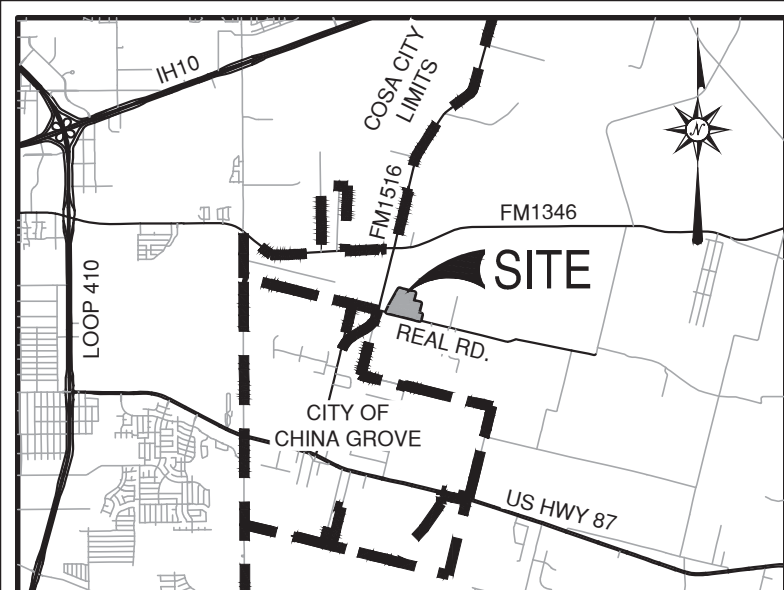 IH10
COSA CITY
LIMITS
N
FM1516
FM1346
SITE
LOOP 410
REAL RD.
CITY OF
CHINA GROVE
US HWY 87